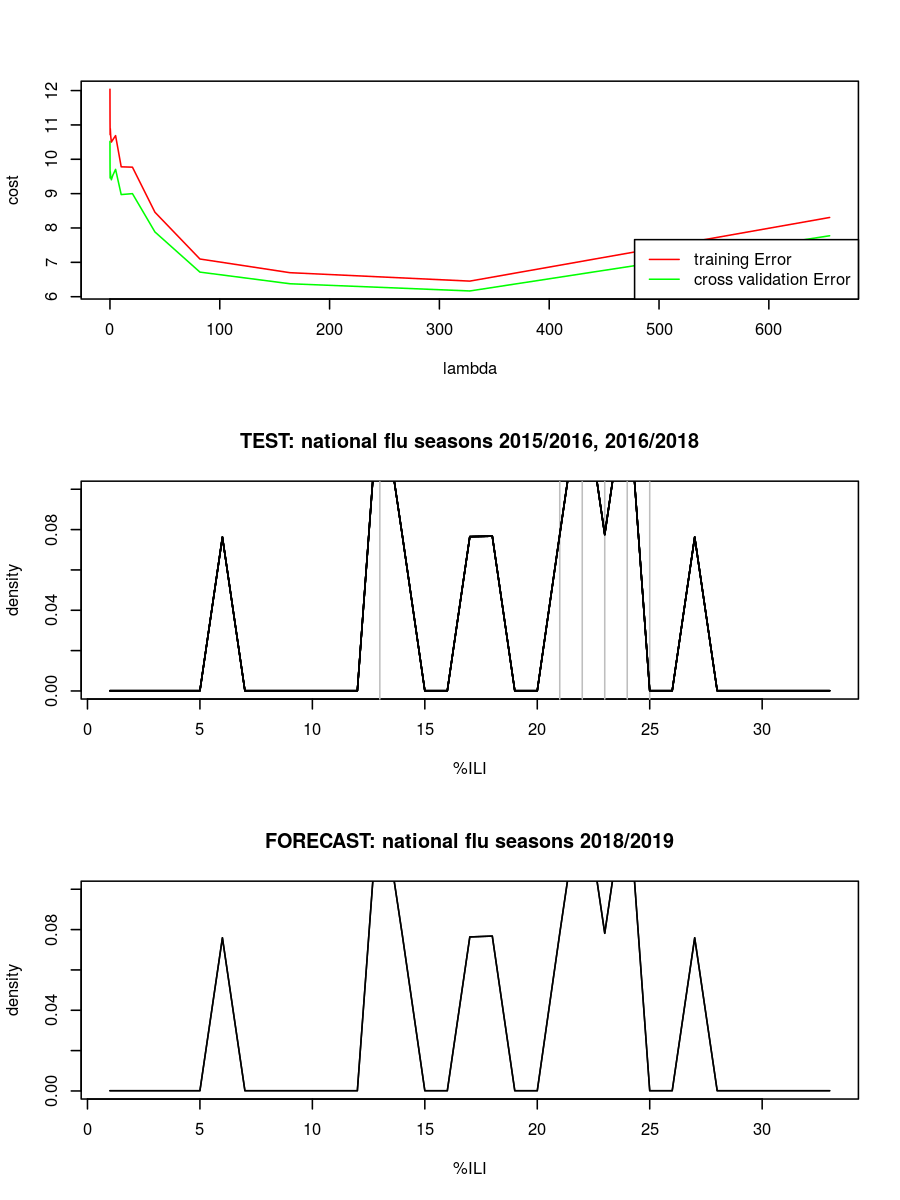 12
11
10
9
8
7
6
cost
training Error
cross validation Error
0 100 200 300 400 500 600
lambda
TEST: national flu seasons 2015/2016, 2016/2018
0.08
0.04
0.00
density
0 5 10 15 20 25 30
%ILI
FORECAST: national flu seasons 2018/2019
0.08
0.04
0.00
density
0 5 10 15 20 25 30
%ILI